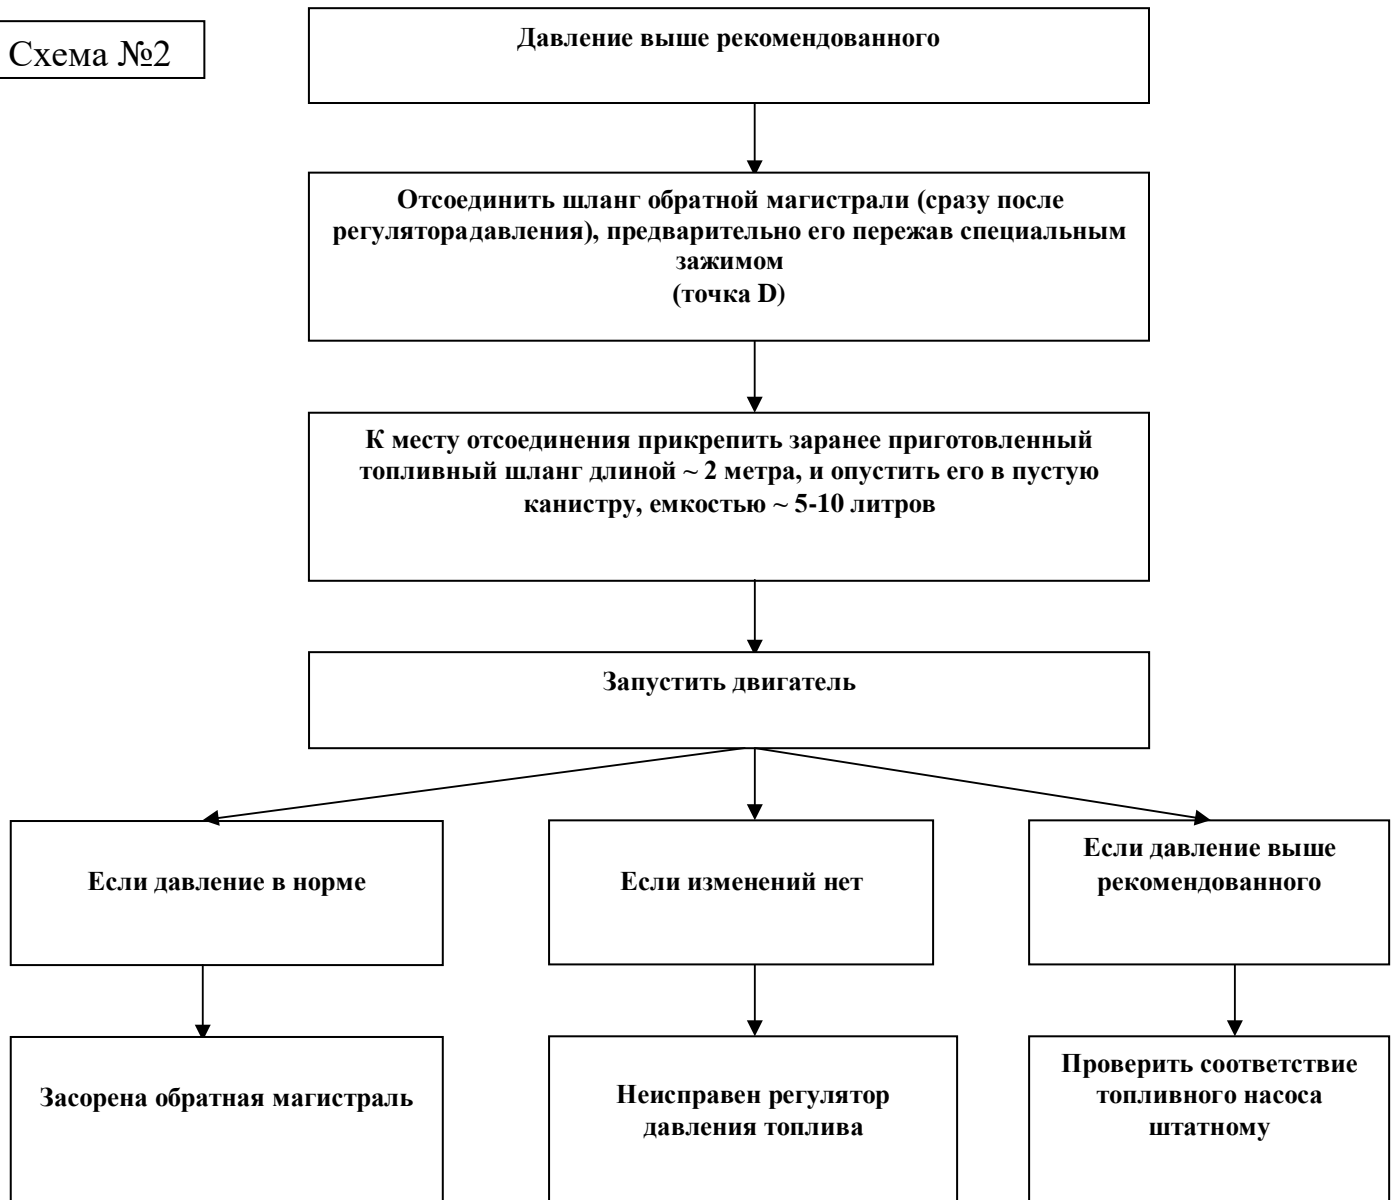 Схема №2
Давление выше рекомендованного
Отсоединить шланг обратной магистрали (сразу после
регуляторадавления), предварительно его пережав специальным
зажимом
(точка D)
К месту отсоединения прикрепить заранее приготовленный
топливный шланг длиной ~ 2 метра, и опустить его в пустую
канистру, емкостью ~ 5-10 литров
Запустить двигатель
Если давление в норме
Если изменений нет
Если давление выше
рекомендованного
Засорена обратная магистраль
Неисправен регулятор
давления топлива
Проверить соответствие
топливного насоса
штатному